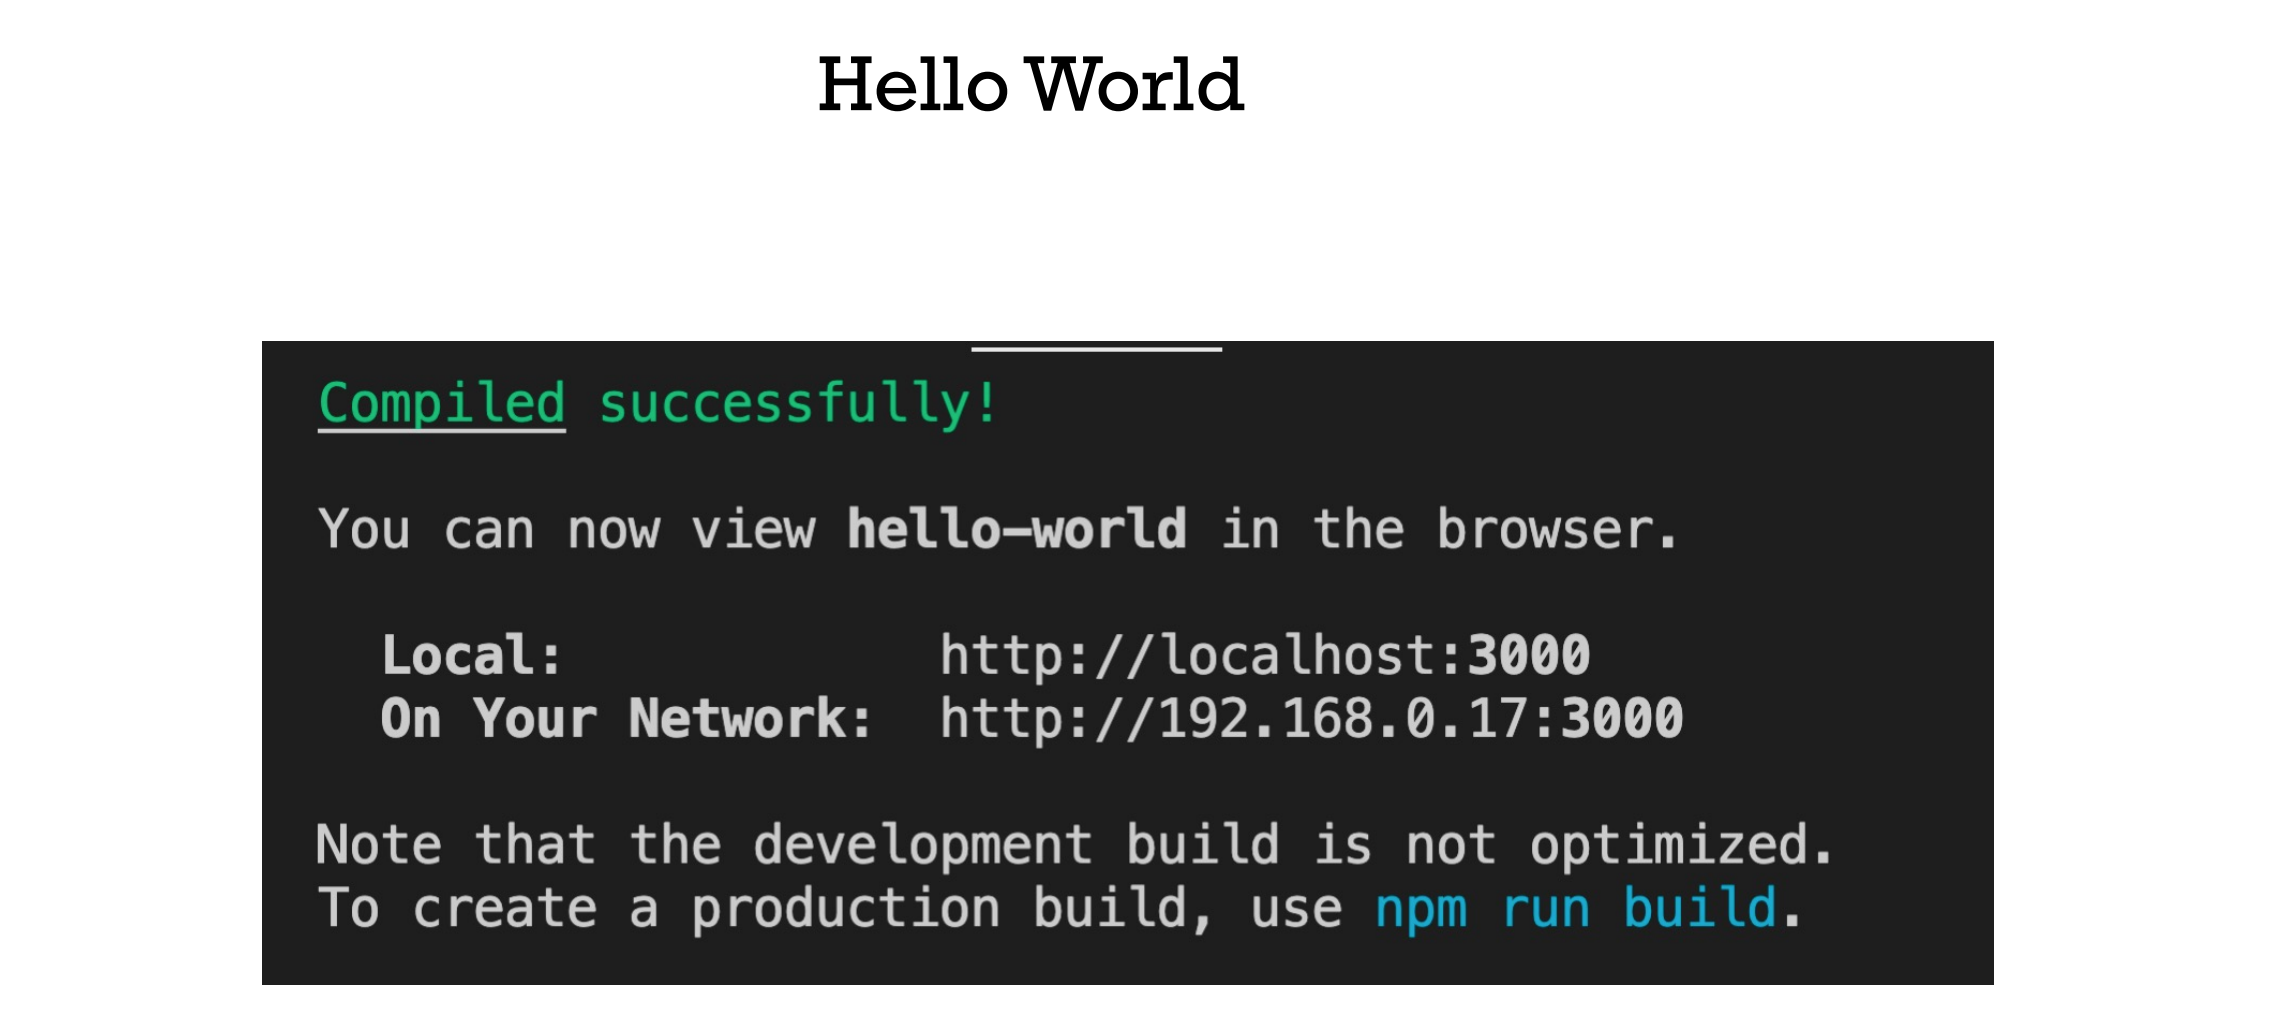 Hello World
Compiled successfully!
You can now view hello-world in the browser.
Local: http://localhost:3000
On Your Network: http://192.168.0.17:3000
Note that the development build is not optimized.
To create a production build, use npm run build.